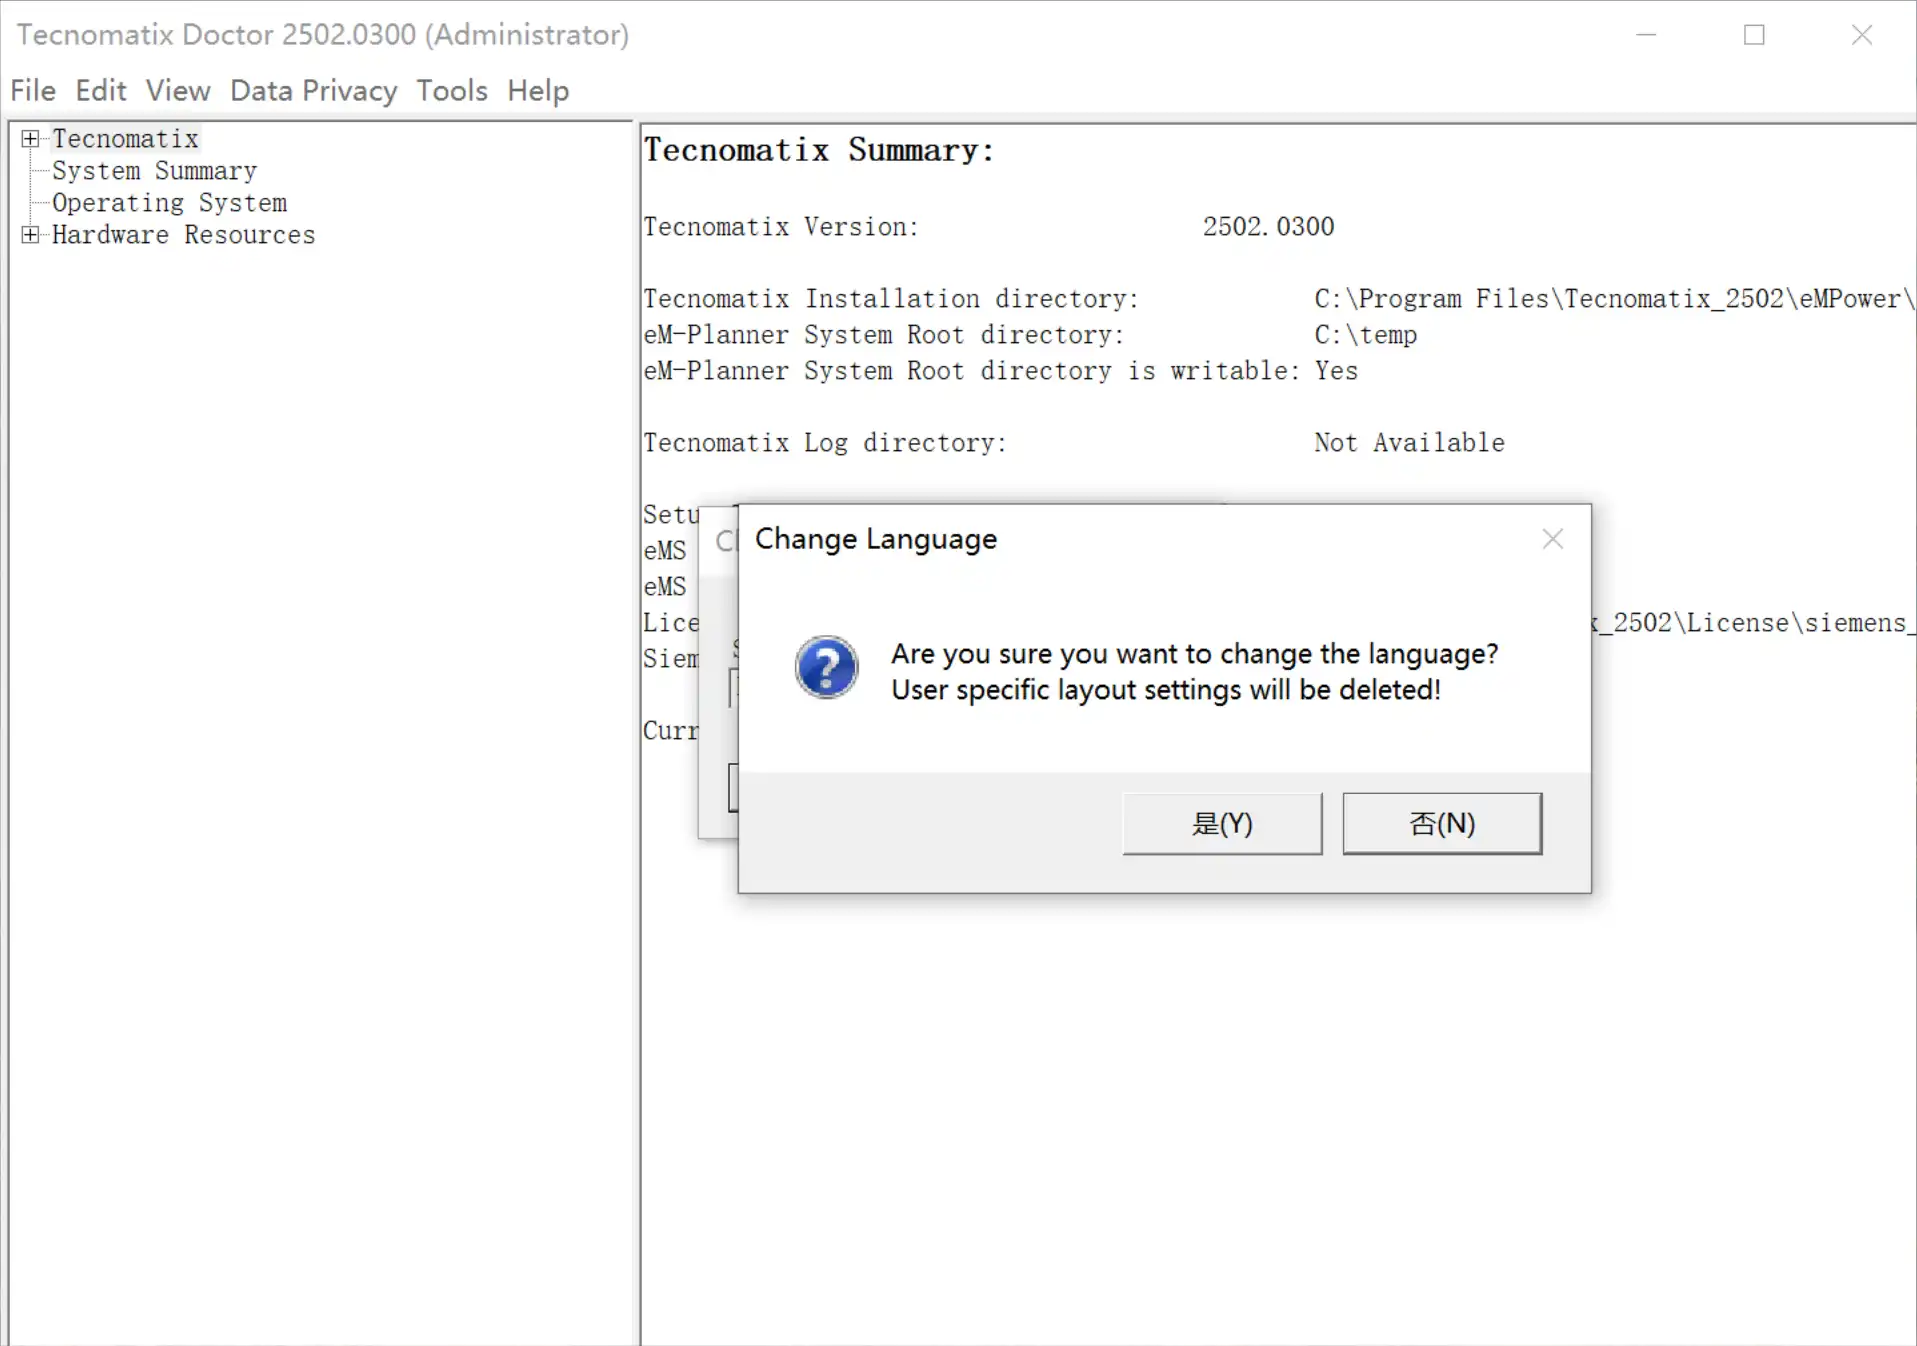 Tecnomatix Doctor 2502.0300 (Administrator)
File Edit View Data Privacy Tools Help
Tecnomatix
System Summary
Operating System
Hardware Resources
Tecnomatix Summary:
Tecnomatix Version: 2502.0300
Tecnomatix Installation directory: C:\Program Files\Tecnomatix_2502\eMPower\
eM-Planner System Root directory: C:\temp
eM-Planner System Root directory is writable: Yes
Tecnomatix Log directory: Not Available
Setu
eMS
eMS
Lice
_2502\License\siemens_
Siem
Curr
Change Language
Are you sure you want to change the language?
User specific layout settings will be deleted!
是(Y)
否(N)